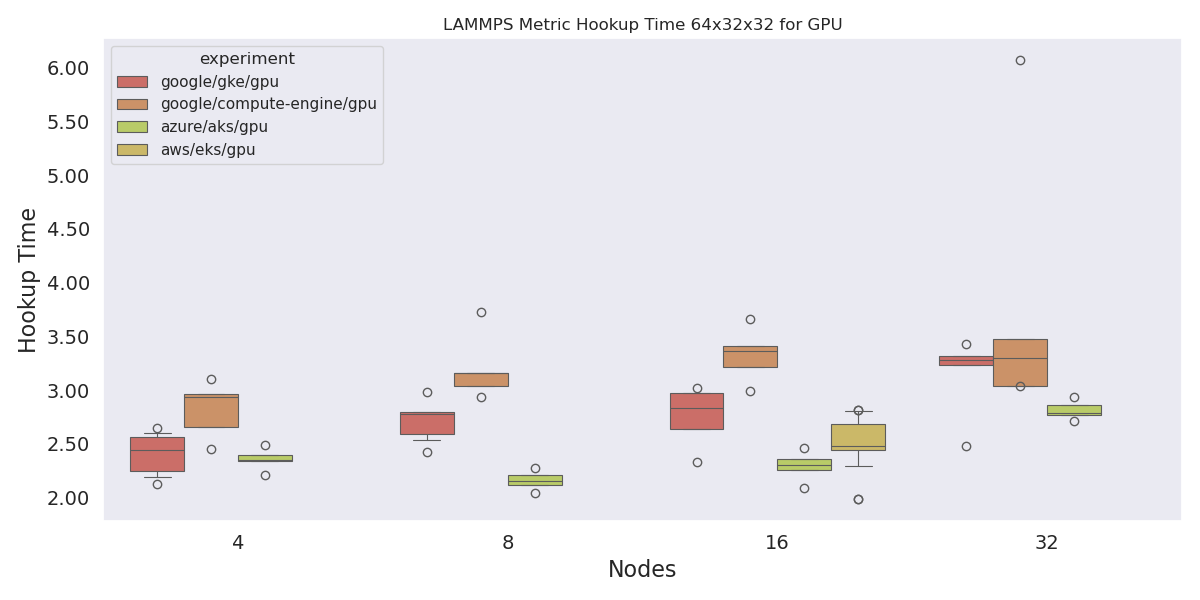 LAMMPS Metric Hookup Time 64x32x32 for GPU
experiment
google/gke/gpu
google/compute-engine/gpu
azure/aks/gpu
aws/eks/gpu
Hookup Time
6.00
5.50
5.00
4.50
4.00
3.50
3.00
2.50
2.00
4 8 16 32
Nodes